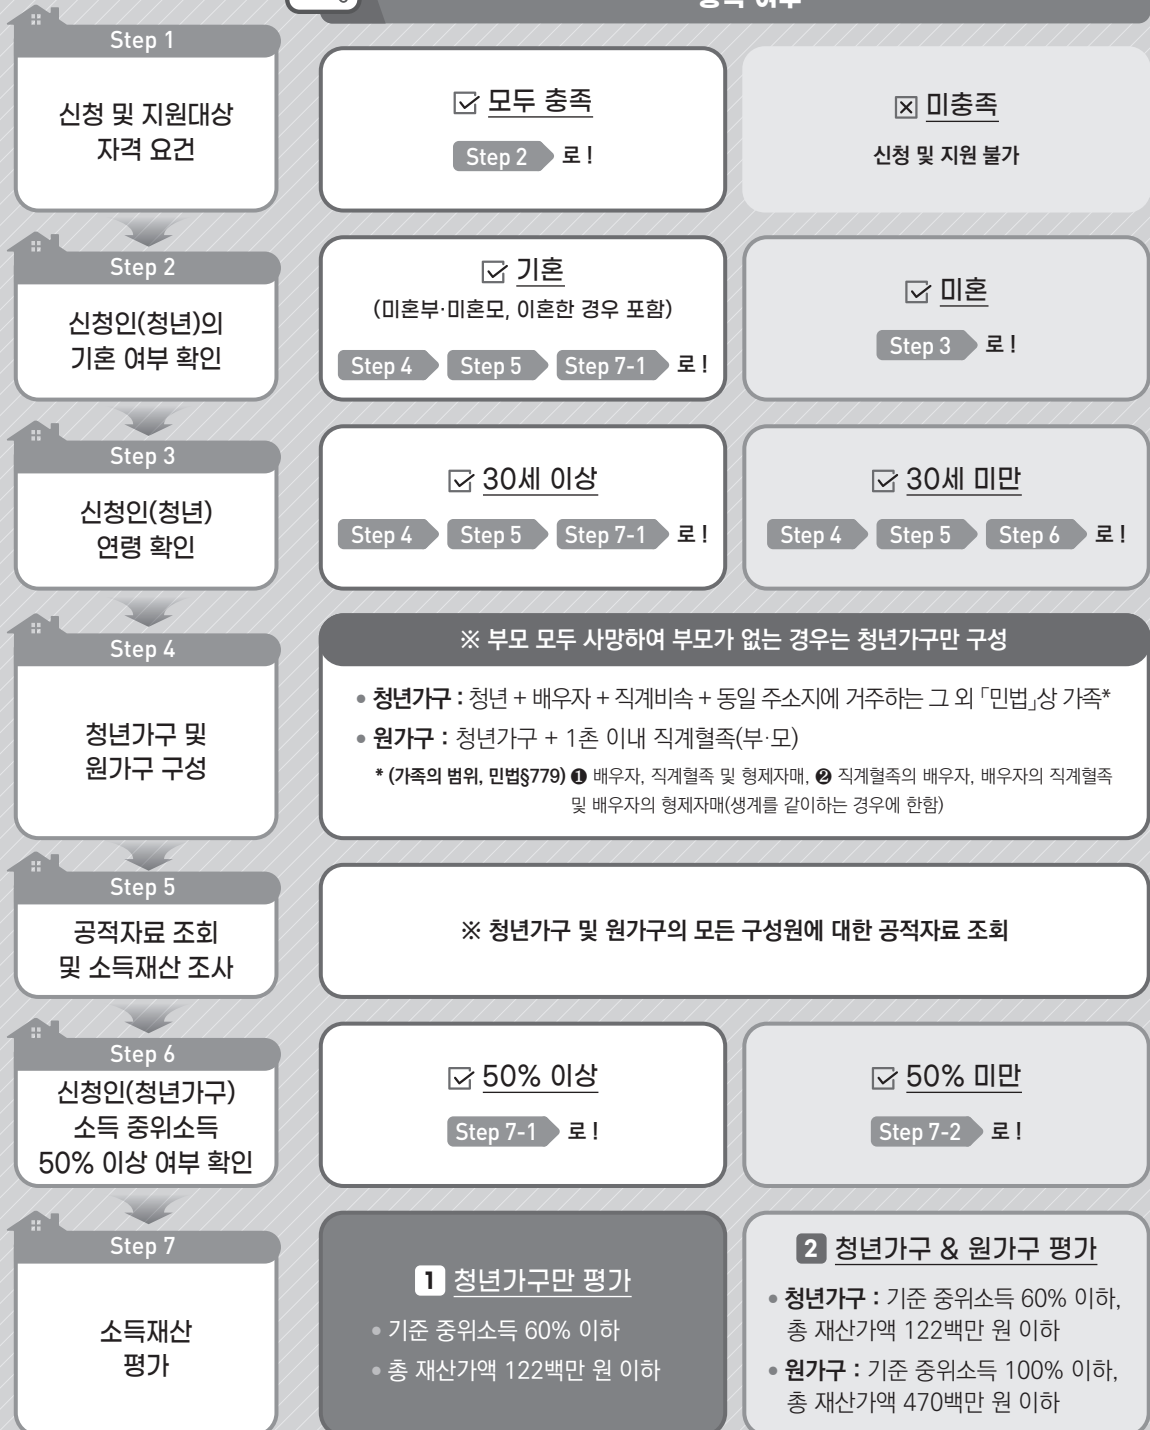 Step 1
신청 및 지원대상
자격 요건
☑ 모두 충족
Step 2 로 !
☒ 미충족
신청 및 지원 불가
Step 2
신청인(청년)의
기혼 여부 확인
☑ 기혼
(미혼부·미혼모, 이혼한 경우 포함)
Step 4 Step 5 Step 7-1 로 !
☑ 미혼
Step 3 로 !
Step 3
신청인(청년)
연령 확인
☑ 30세 이상
Step 4 Step 5 Step 7-1 로 !
☑ 30세 미만
Step 4 Step 5 Step 6 로 !
Step 4
청년가구 및
원가구 구성
※ 부모 모두 사망하여 부모가 없는 경우는 청년가구만 구성
• 청년가구 : 청년 + 배우자 + 직계비속 + 동일 주소지에 거주하는 그 외 「민법」상 가족*
• 원가구 : 청년가구 + 1촌 이내 직계혈족(부·모)
* (가족의 범위, 민법§779) ❶ 배우자, 직계혈족 및 형제자매, ❷ 직계혈족의 배우자, 배우자의 직계혈족
및 배우자의 형제자매(생계를 같이하는 경우에 한함)
Step 5
공적자료 조회
및 소득재산 조사
※ 청년가구 및 원가구의 모든 구성원에 대한 공적자료 조회
Step 6
신청인(청년가구)
소득 중위소득
50% 이상 여부 확인
☑ 50% 이상
Step 7-1 로 !
☑ 50% 미만
Step 7-2 로 !
Step 7
소득재산
평가
1 청년가구만 평가
• 기준 중위소득 60% 이하
• 총 재산가액 122백만 원 이하
2 청년가구 & 원가구 평가
• 청년가구 : 기준 중위소득 60% 이하,
총 재산가액 122백만 원 이하
• 원가구 : 기준 중위소득 100% 이하,
총 재산가액 470백만 원 이하